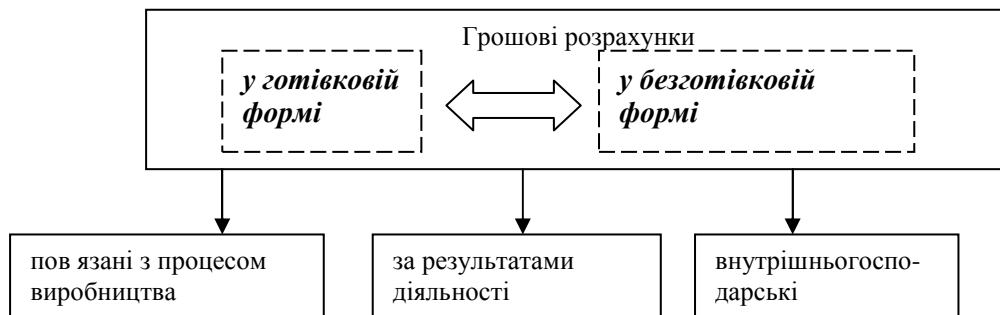 Грошові розрахунки
у готівковій
формі
у безготівковій
формі
пов язані з процесом
виробництва
за результатами
діяльності
внутрішньогоспо-
дарські